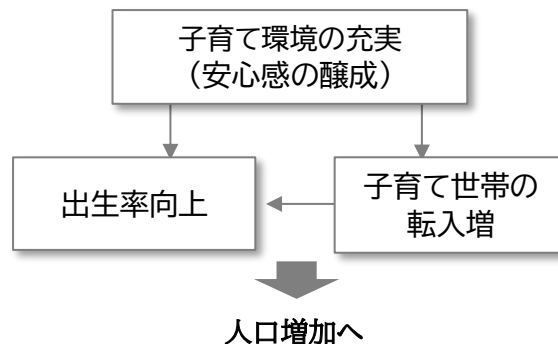 子育て環境の充実
（安心感の醸成）
出生率向上
子育て世帯の
転入増
人口増加へ